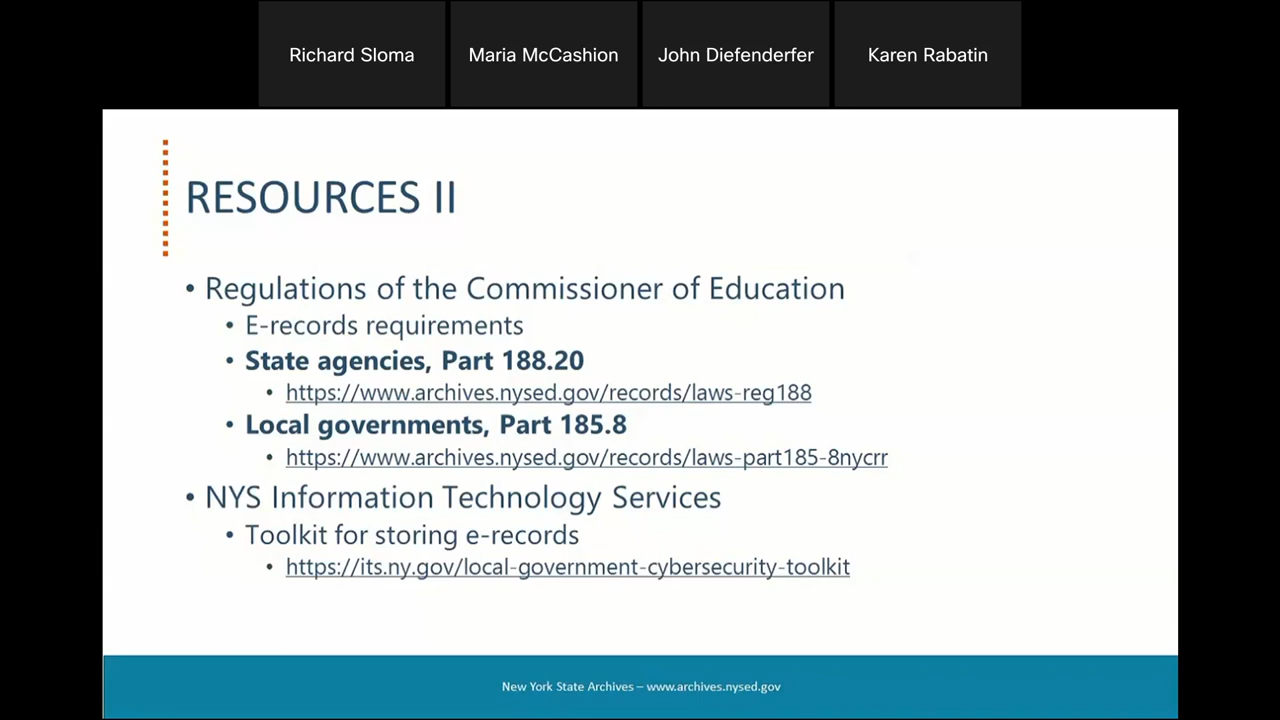 Richard Sloma
Maria McCashion
John Diefenderfer
Karen Rabatin
RESOURCES II
• Regulations of the Commissioner of Education
• E-records requirements
• State agencies, Part 188.20
• https://www.archives.nysed.gov/records/laws-reg188
• Local governments, Part 185.8
• https://www.archives.nysed.gov/records/laws-part185-8nycrr
• NYS Information Technology Services
• Toolkit for storing e-records
• https://its.ny.gov/local-government-cybersecurity-toolkit
New York State Archives – www.archives.nysed.gov